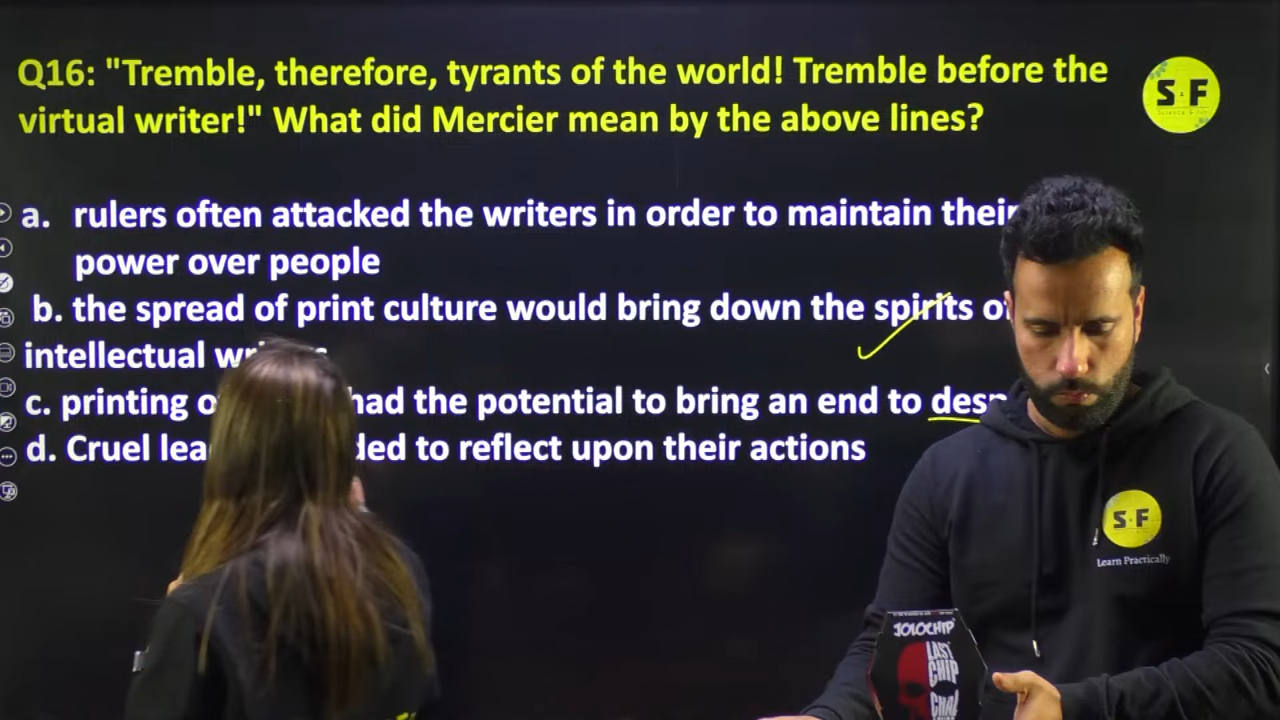 Q16: "Tremble, therefore, tyrants of the world! Tremble before the
virtual writer!" What did Mercier mean by the above lines?
S F
a. rulers often attacked the writers in order to maintain their
power over people
b. the spread of print culture would bring down the spirits of
intellectual
c. printing had the potential to bring an end to
d. Cruel to reflect upon their actions
S·F
Learn Practically
JOLOCHIP
LAST
CHIP